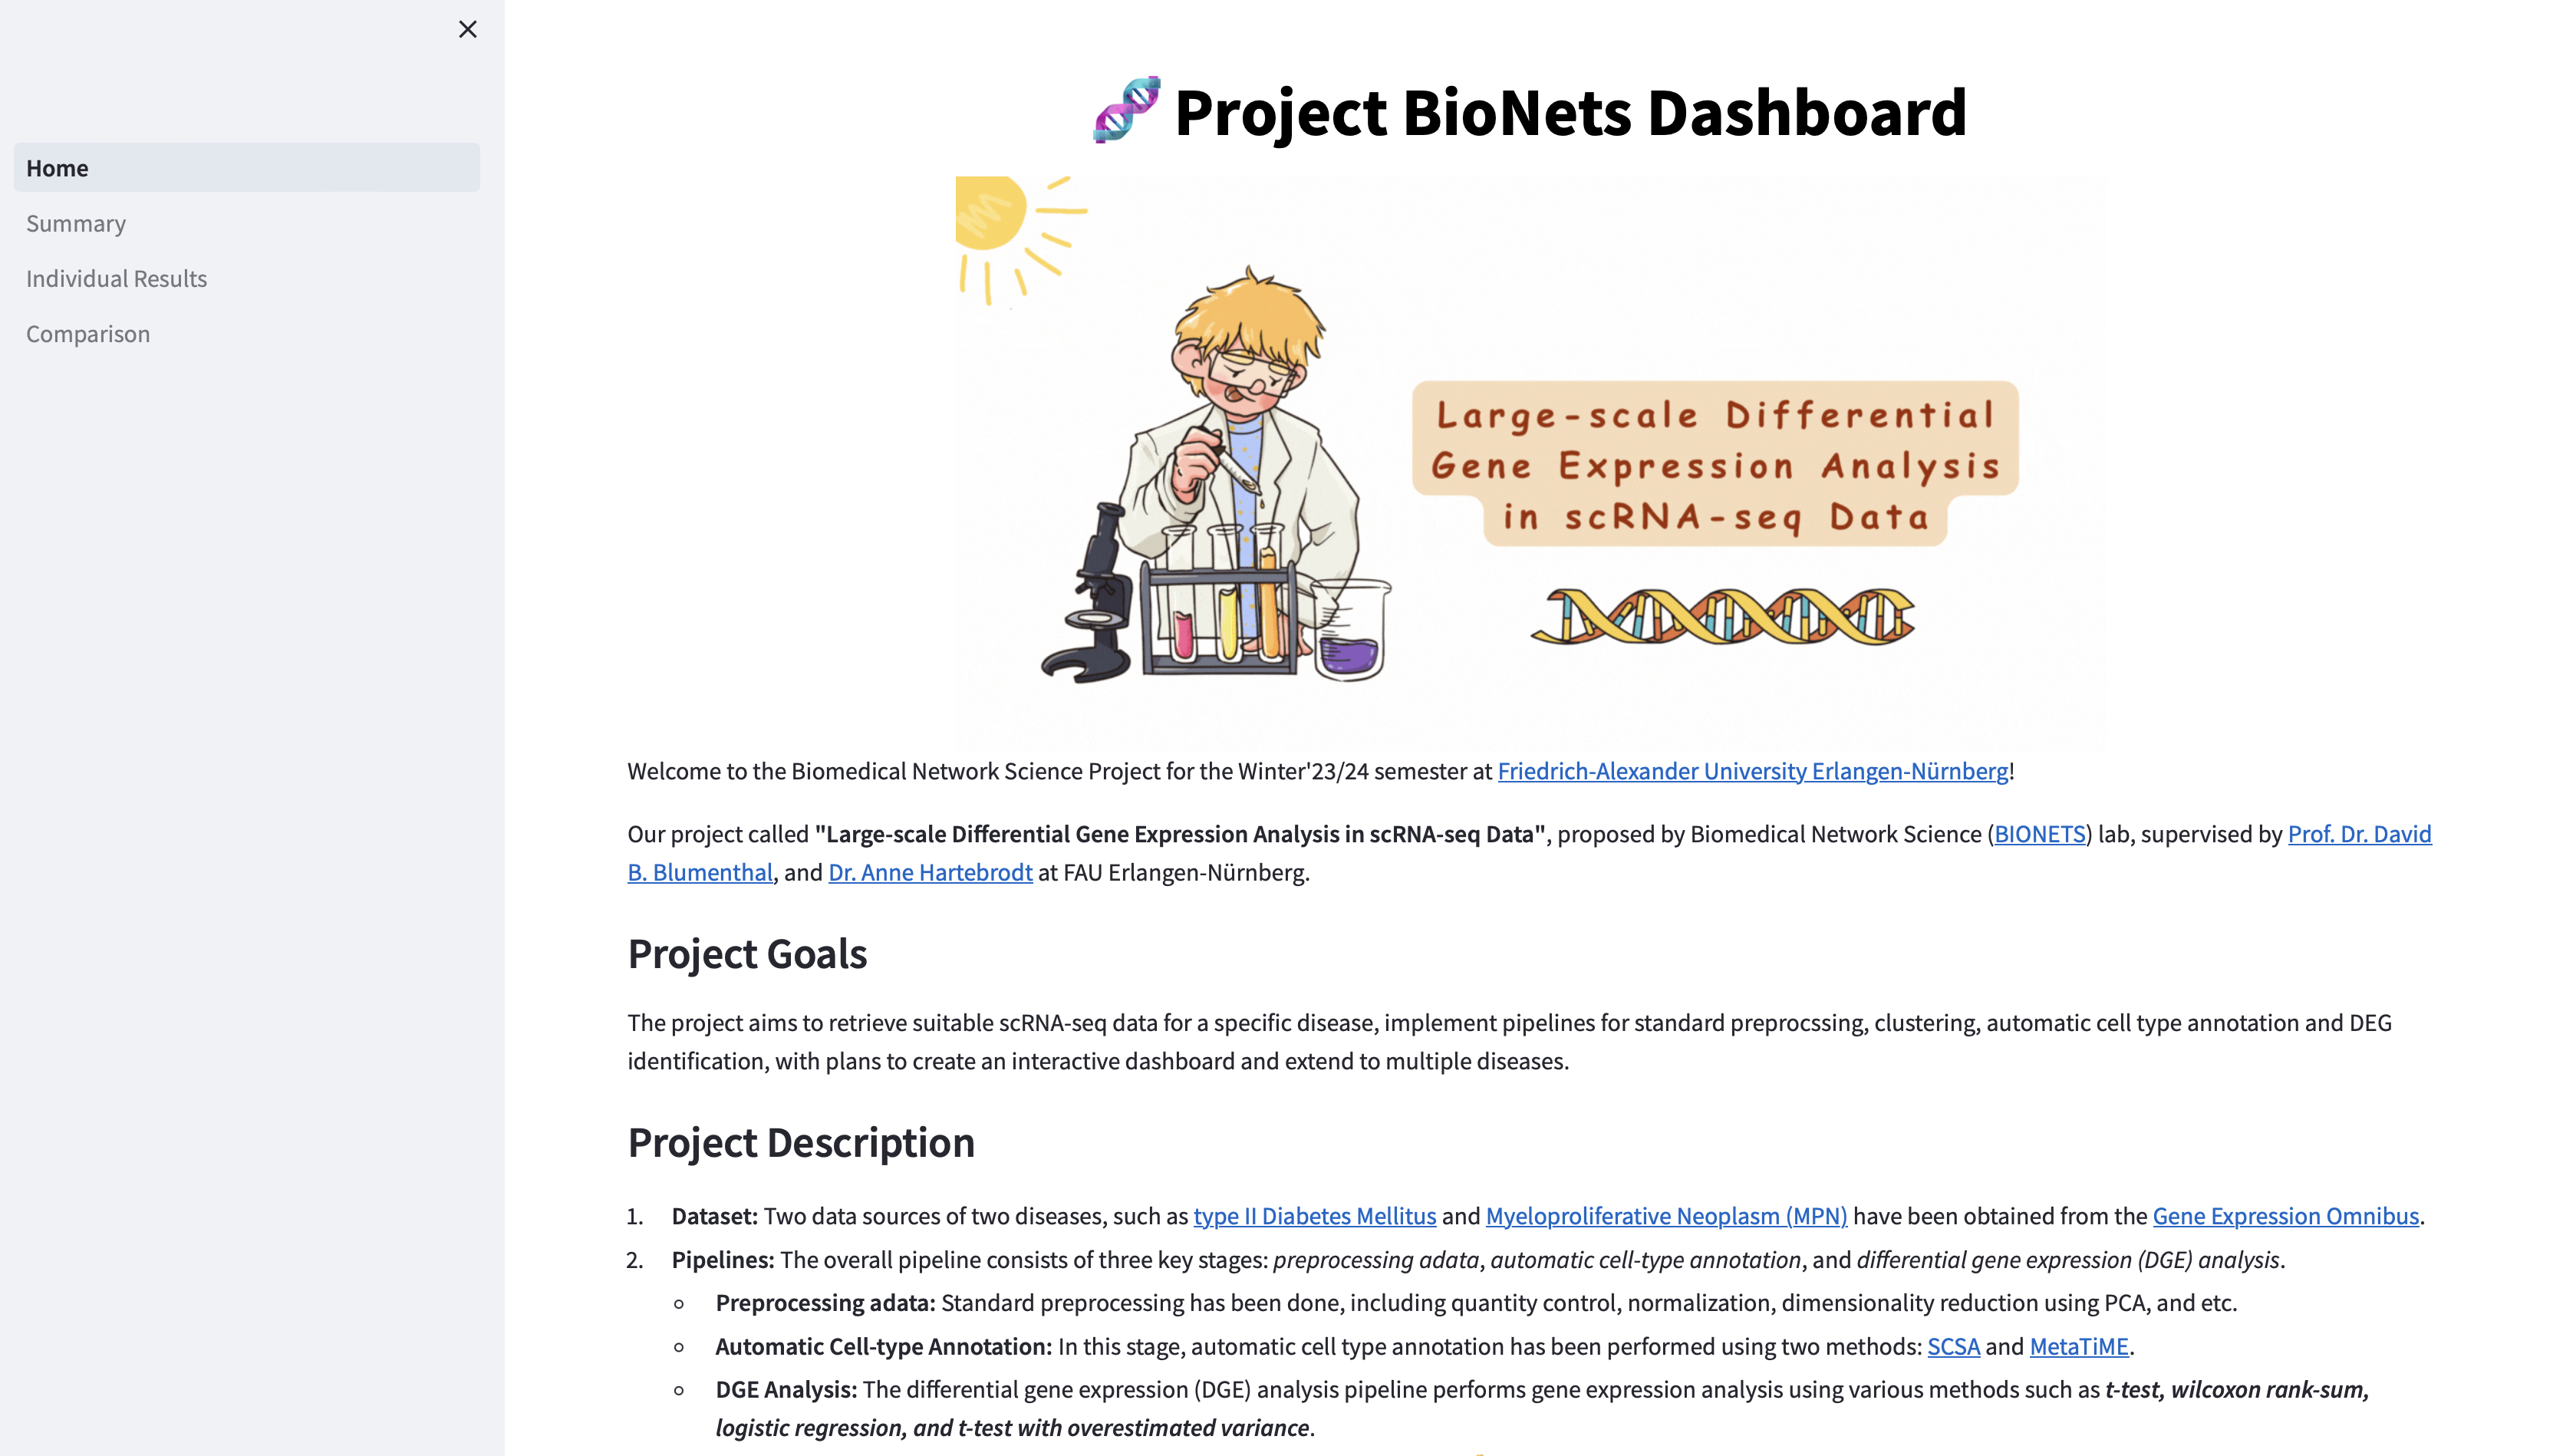 Home
Summary
Individual Results
Comparison
🧬 Project BioNets Dashboard
Large-scale Differential
Gene Expression Analysis
in scRNA-seq Data
Welcome to the Biomedical Network Science Project for the Winter'23/24 semester at Friedrich-Alexander University Erlangen-Nürnberg!
Our project called "Large-scale Differential Gene Expression Analysis in scRNA-seq Data", proposed by Biomedical Network Science (BIONETS) lab, supervised by Prof. Dr. David
B. Blumenthal, and Dr. Anne Hartebrodt at FAU Erlangen-Nürnberg.
Project Goals
The project aims to retrieve suitable scRNA-seq data for a specific disease, implement pipelines for standard preprocssing, clustering, automatic cell type annotation and DEG
identification, with plans to create an interactive dashboard and extend to multiple diseases.
Project Description
1. Dataset: Two data sources of two diseases, such as type II Diabetes Mellitus and Myeloproliferative Neoplasm (MPN) have been obtained from the Gene Expression Omnibus.
2. Pipelines: The overall pipeline consists of three key stages: preprocessing adata, automatic cell-type annotation, and differential gene expression (DGE) analysis.
Preprocessing adata: Standard preprocessing has been done, including quantity control, normalization, dimensionality reduction using PCA, and etc.
Automatic Cell-type Annotation: In this stage, automatic cell type annotation has been performed using two methods: SCSA and MetaTiME.
DGE Analysis: The differential gene expression (DGE) analysis pipeline performs gene expression analysis using various methods such as t-test, wilcoxon rank-sum,
logistic regression, and t-test with overestimated variance.